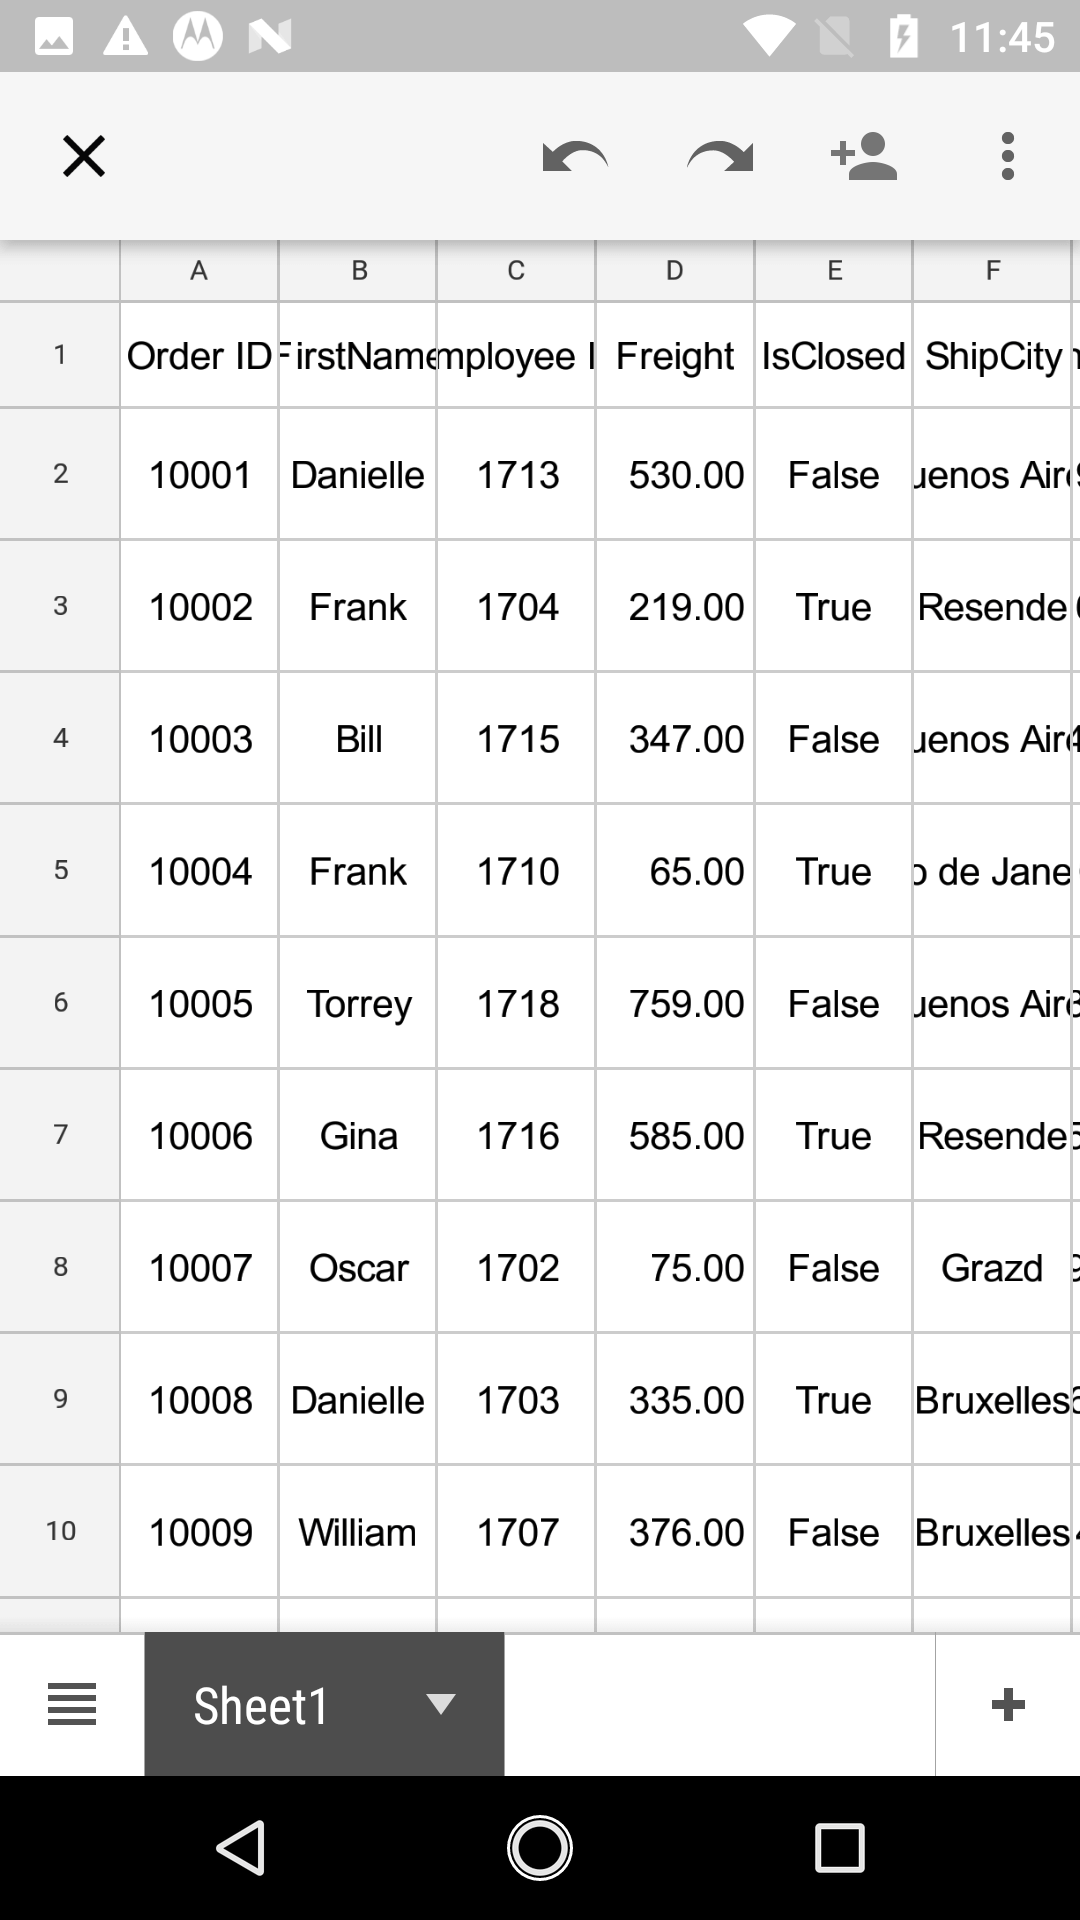 11:45
A B C D E F
1 Order ID FirstName mployee I Freight IsClosed ShipCity
2 10001 Danielle 1713 530.00 False uenos Air
3 10002 Frank 1704 219.00 True Resende
4 10003 Bill 1715 347.00 False uenos Air
5 10004 Frank 1710 65.00 True o de Jane
6 10005 Torrey 1718 759.00 False uenos Air
7 10006 Gina 1716 585.00 True Resende
8 10007 Oscar 1702 75.00 False Grazd
9 10008 Danielle 1703 335.00 True Bruxelles
10 10009 William 1707 376.00 False Bruxelles
Sheet1